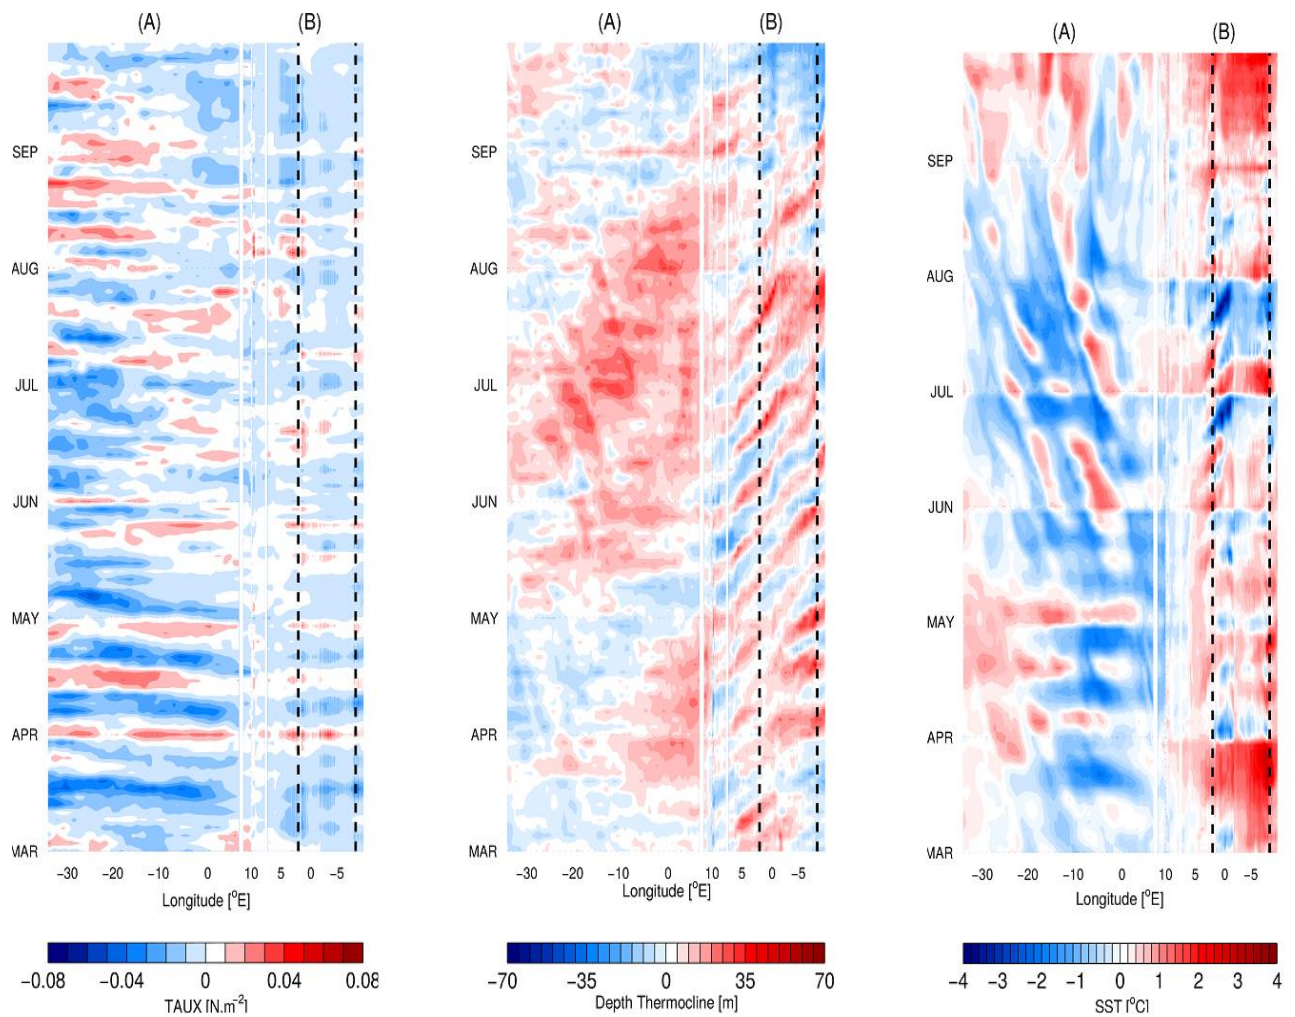 (A) (B)
SEP
AUG
JUL
JUN
MAY
APR
MAR
−30 −20 −10 0 10 5 0 −5
Longitude [°E]
−0.08 −0.04 0 0.04 0.08
TAUX [N.m⁻²]
(A) (B)
SEP
AUG
JUL
JUN
MAY
APR
MAR
−30 −20 −10 0 10 5 0 −5
Longitude [°E]
−70 −35 0 35 70
Depth Thermocline [m]
(A) (B)
SEP
AUG
JUL
JUN
MAY
APR
MAR
−30 −20 −10 0 10 5 0 −5
Longitude [°E]
−4 −3 −2 −1 0 1 2 3 4
SST [°C]